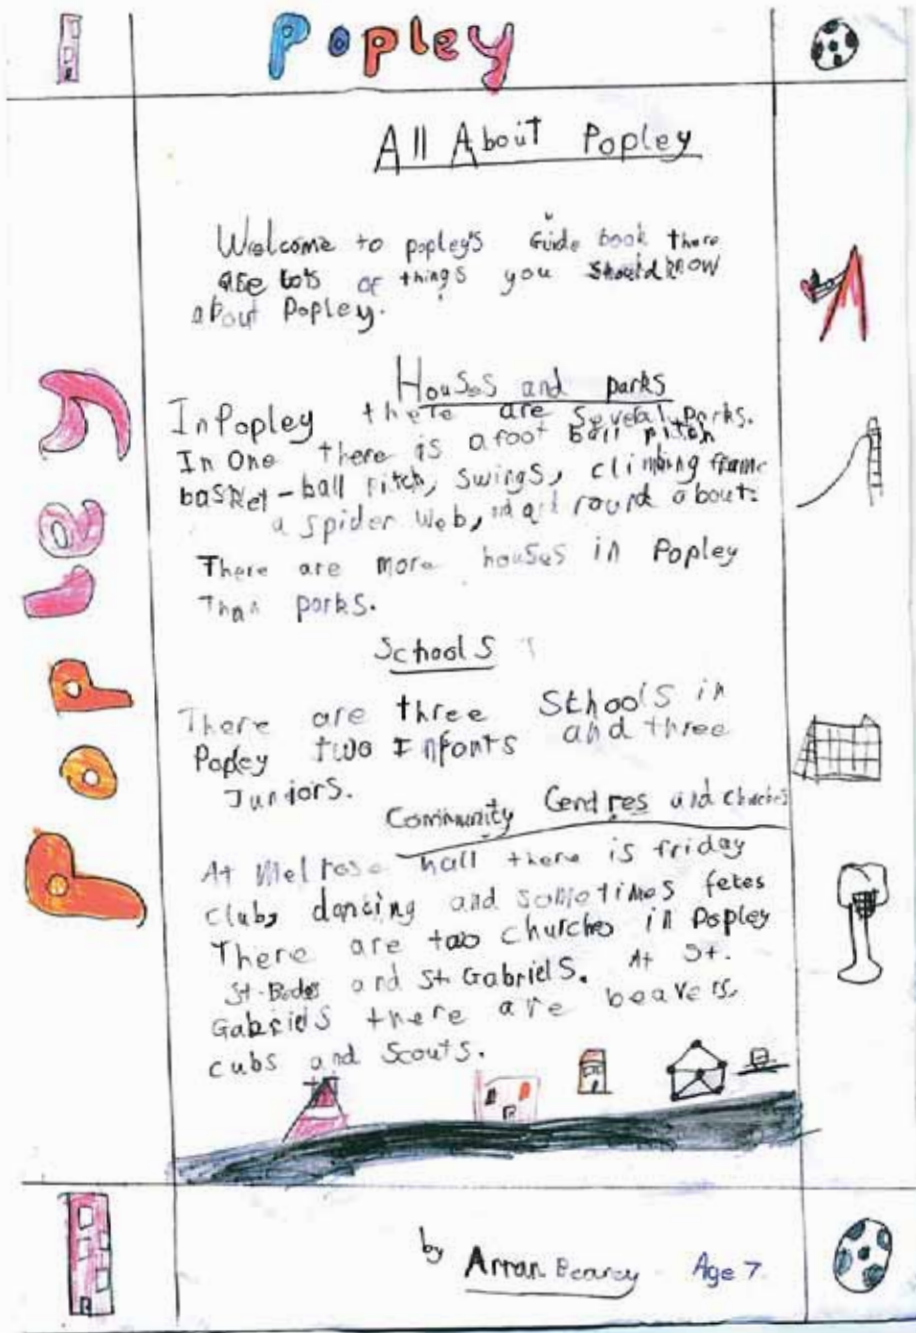 Popley
All About Popley
Welcome to popley's Guide book there
are lots of things you should know
about Popley.
Houses and parks
In Popley there are several parks.
In One there is a foot ball pitch
basket-ball Pitch, swings, climbing frame
a spider web, round about.
There are more houses in Popley
Than parks.
Schools
There are three Schools in
Popley two Infants and three
Juniors.
Community Centres and churches
At Melrose hall there is friday
club, dancing and sometimes fetes
There are two churches in Popley
St. Bedes and St. Gabriels. At St.
Gabriels there are beavers,
cubs and Scouts.
Popley
by Arran Bearcy Age 7